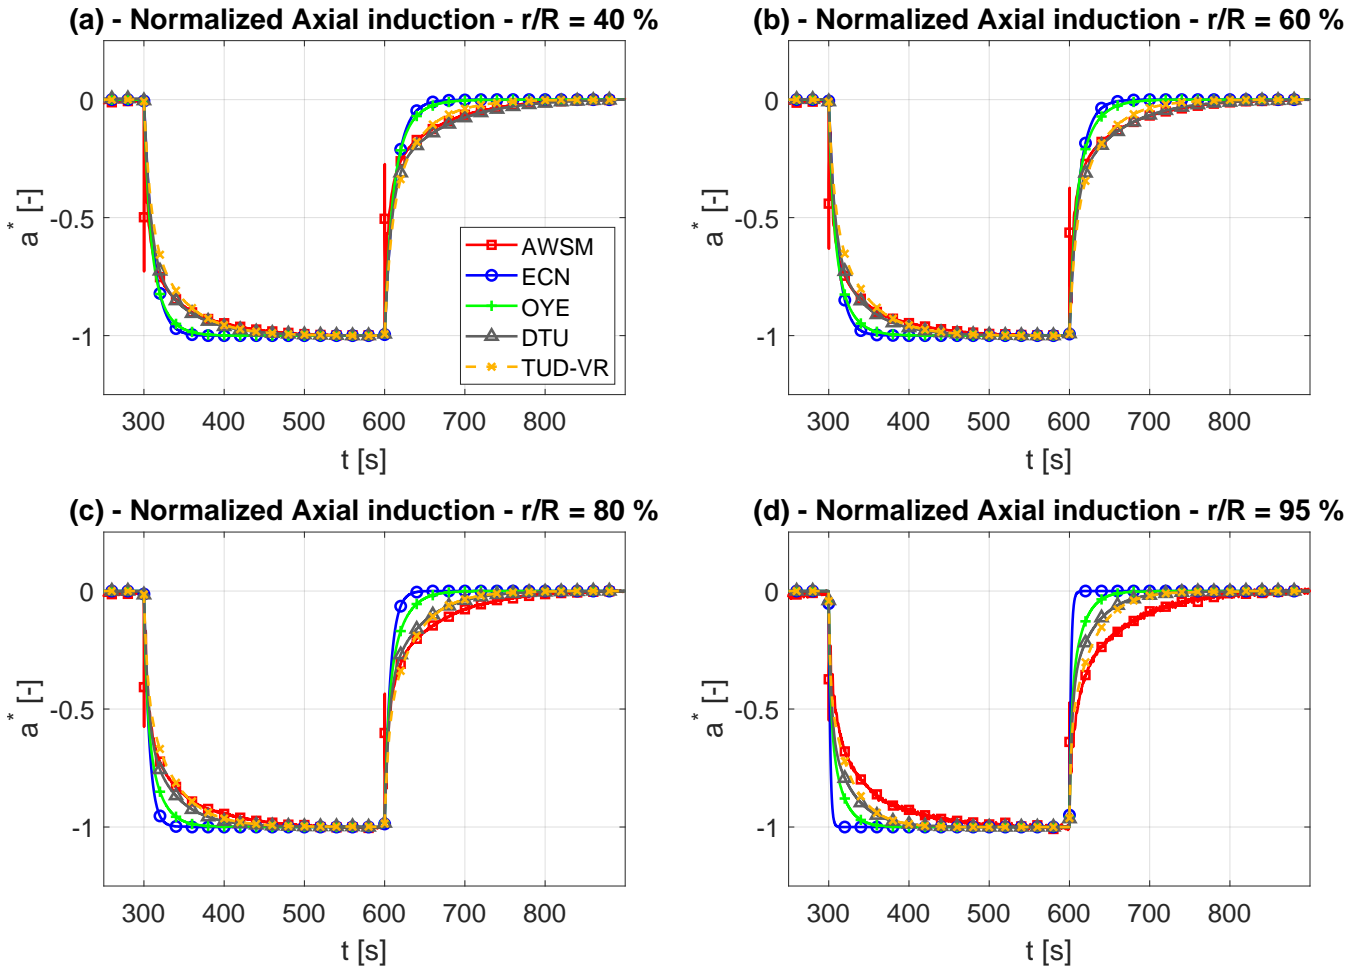 (a) - Normalized Axial induction - r/R = 40 %
0
-0.5
-1
a* [-]
300 400 500 600 700 800
t [s]
AWSM
ECN
OYE
DTU
TUD-VR
(b) - Normalized Axial induction - r/R = 60 %
0
-0.5
-1
a* [-]
300 400 500 600 700 800
t [s]
(c) - Normalized Axial induction - r/R = 80 %
0
-0.5
-1
a* [-]
300 400 500 600 700 800
t [s]
(d) - Normalized Axial induction - r/R = 95 %
0
-0.5
-1
a* [-]
300 400 500 600 700 800
t [s]